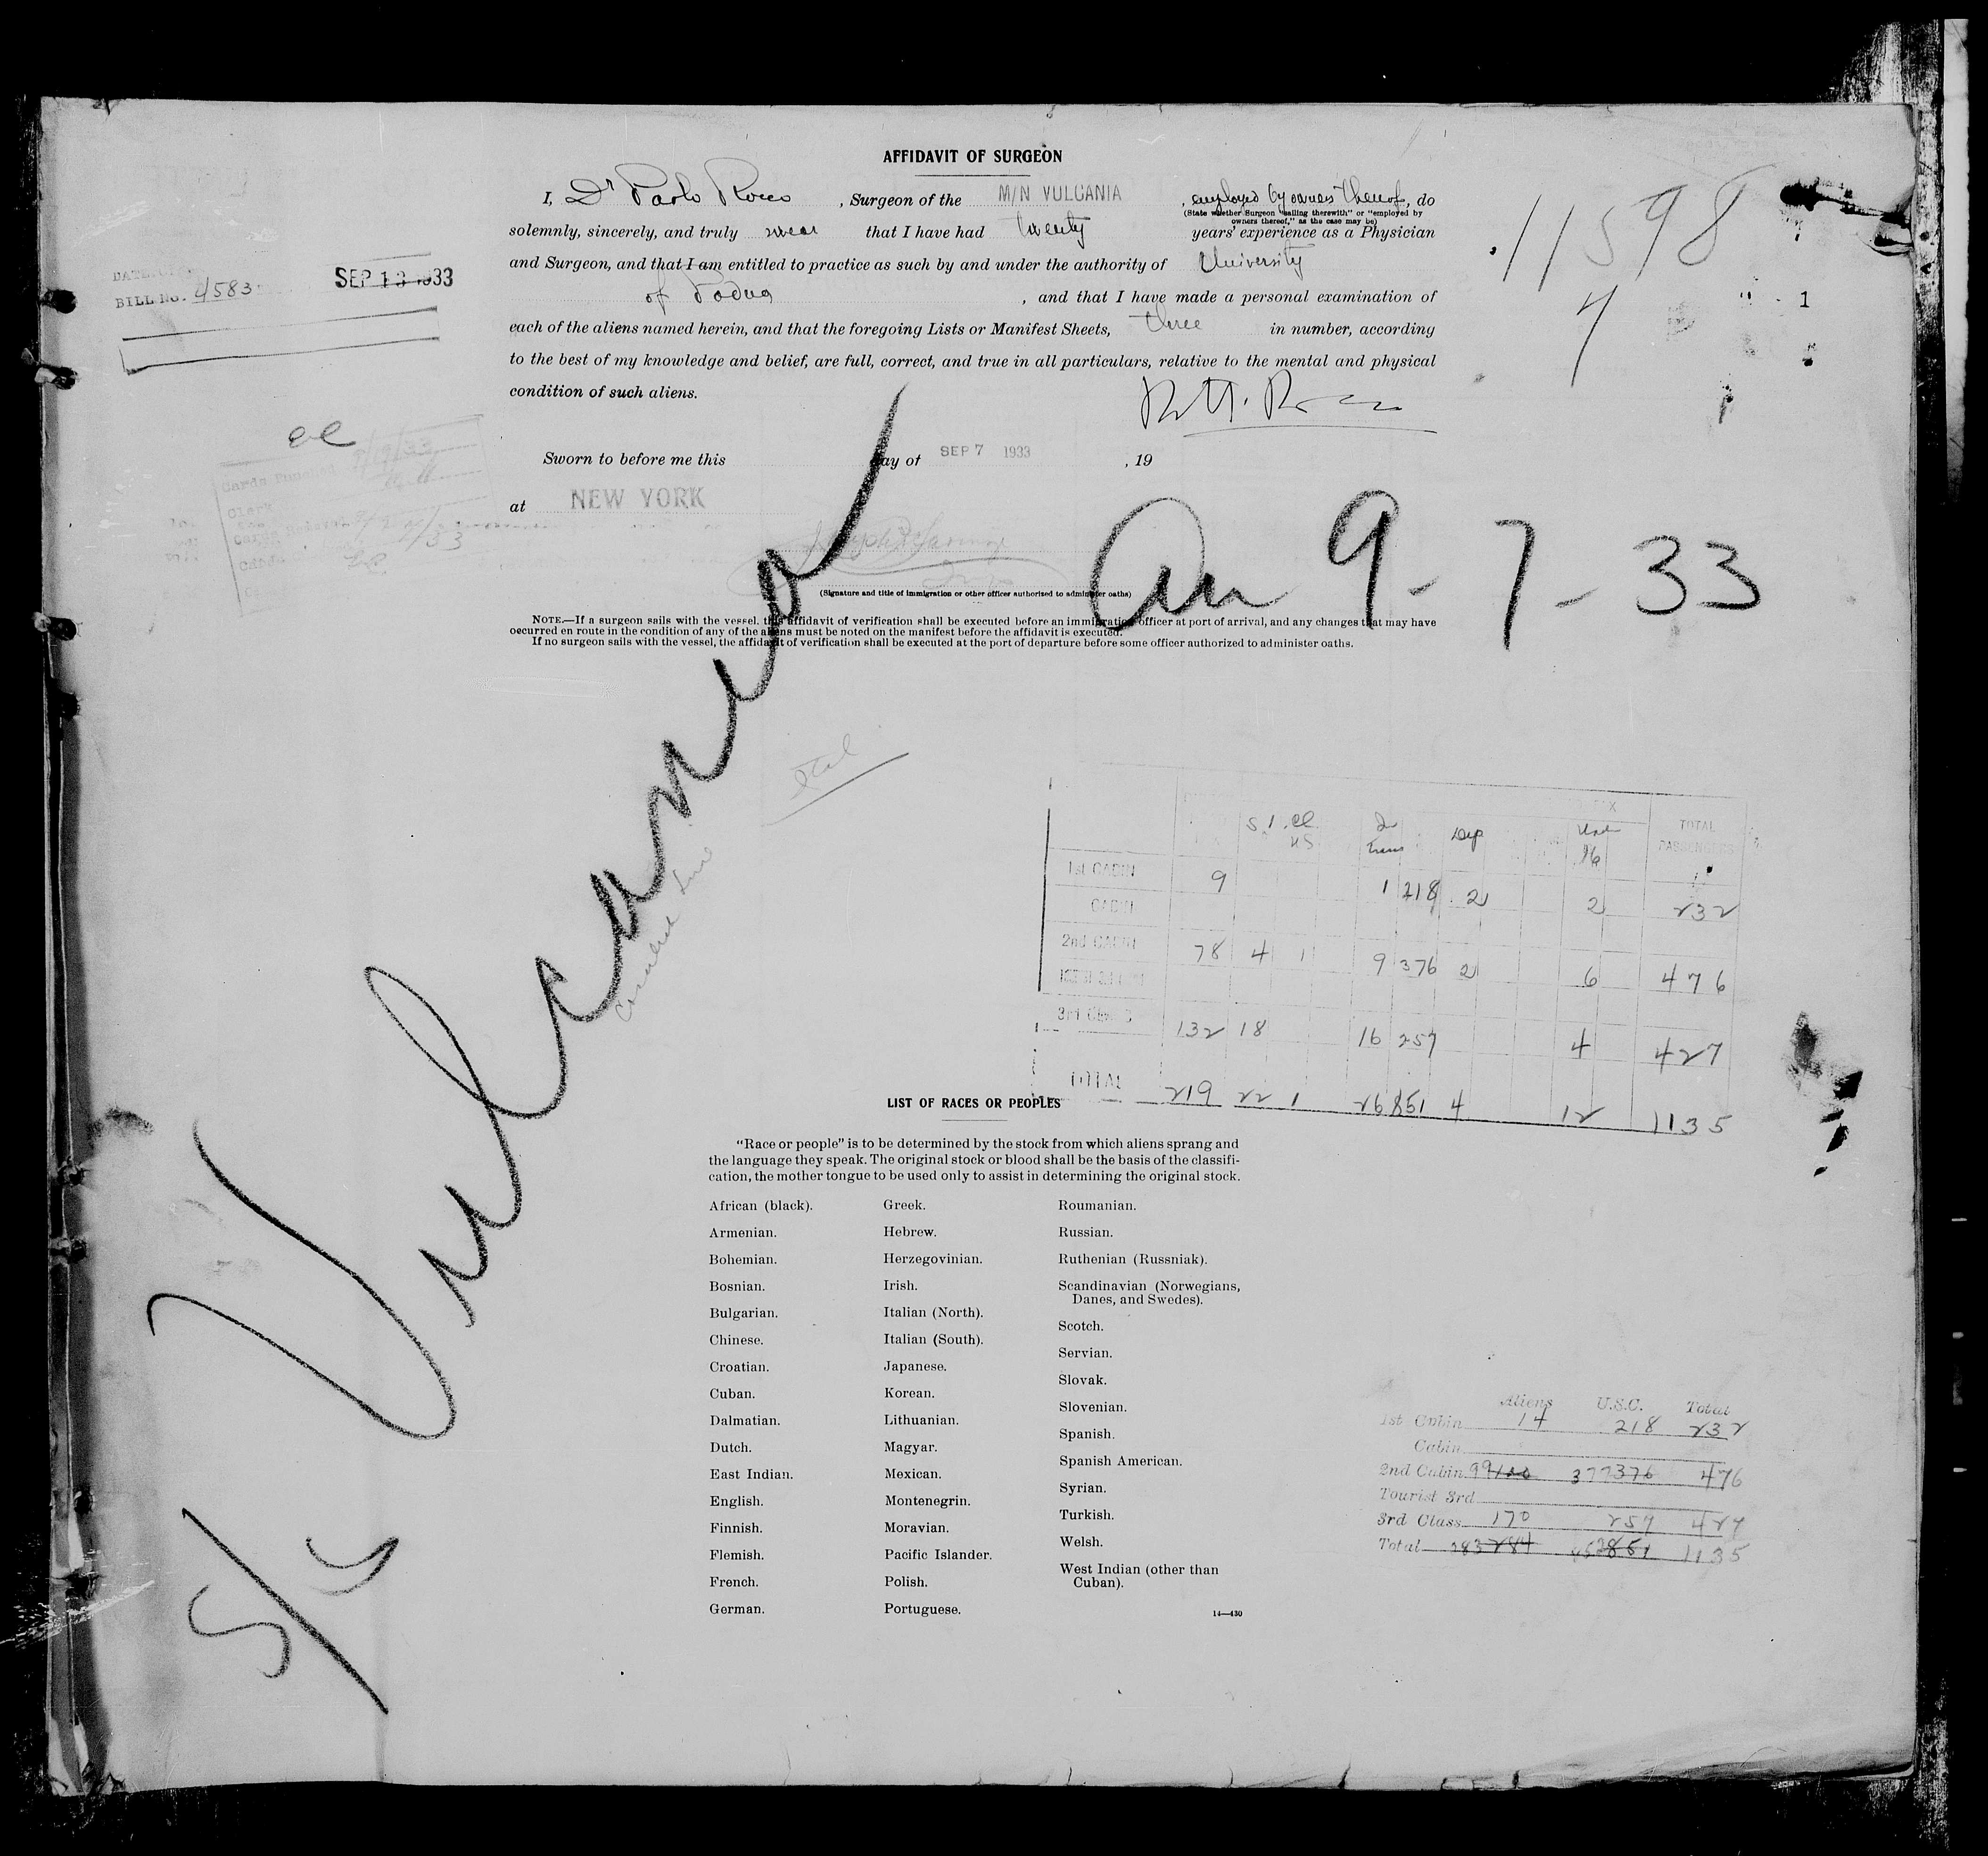 AFFIDAVIT OF SURGEON
I, Dr Paolo Rocco, Surgeon of the M/N VULCANIA, employed by owners thereof, do
(State whether Surgeon "sailing therewith" or "employed by owners thereof," as the case may be)
solemnly, sincerely, and truly swear that I have had twenty years' experience as a Physician
and Surgeon, and that I am entitled to practice as such by and under the authority of University
of Padua, and that I have made a personal examination of
each of the aliens named herein, and that the foregoing Lists or Manifest Sheets, three in number, according
to the best of my knowledge and belief, are full, correct, and true in all particulars, relative to the mental and physical
condition of such aliens.
11598
4
1
BILL NO. 4583
SEP 13 1933
Sworn to before me this day of SEP 7 1933, 19
at NEW YORK
(Signature and title of immigration or other officer authorized to administer oaths)
An 9-7-33
NOTE.—If a surgeon sails with the vessel, this affidavit of verification shall be executed before an immigration officer at port of arrival, and any changes that may have
occurred en route in the condition of any of the aliens must be noted on the manifest before the affidavit is executed.
If no surgeon sails with the vessel, the affidavit of verification shall be executed at the port of departure before some officer authorized to administer oaths.
S/S Vulcania
Cosulich Line
Ital
S.I. cl. US In Trans Dep TOTAL PASSENGERS
1st CABIN 9 1 218 2 2 232
CABIN
2nd CABIN 78 4 1 9 376 2 6 476
3rd CLASS 132 18 16 257 4 427
TOTAL 219 22 1 26 851 4 12 1135
LIST OF RACES OR PEOPLES
"Race or people" is to be determined by the stock from which aliens sprang and
the language they speak. The original stock or blood shall be the basis of the classifi-
cation, the mother tongue to be used only to assist in determining the original stock.
African (black).
Armenian.
Bohemian.
Bosnian.
Bulgarian.
Chinese.
Croatian.
Cuban.
Dalmatian.
Dutch.
East Indian.
English.
Finnish.
Flemish.
French.
German.
Greek.
Hebrew.
Herzegovinian.
Irish.
Italian (North).
Italian (South).
Japanese.
Korean.
Lithuanian.
Magyar.
Mexican.
Montenegrin.
Moravian.
Pacific Islander.
Polish.
Portuguese.
Roumanian.
Russian.
Ruthenian (Russniak).
Scandinavian (Norwegians,
Danes, and Swedes).
Scotch.
Servian.
Slovak.
Slovenian.
Spanish.
Spanish American.
Syrian.
Turkish.
Welsh.
West Indian (other than
Cuban).
14—430
Aliens U.S.C. Total
1st Cabin 14 218 232
Cabin
2nd Cabin 99 100 377 376 476
Tourist 3rd
3rd Class 170 257 427
Total 283 284 852 851 1135